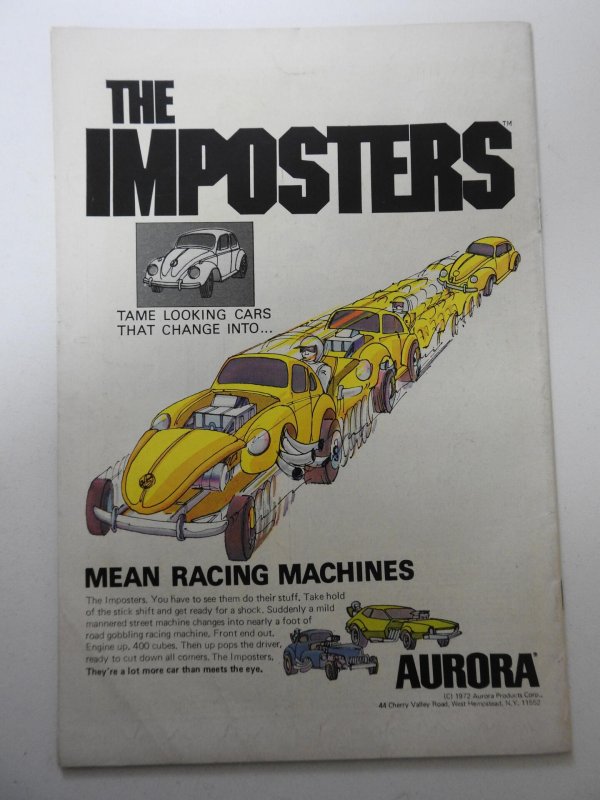 THE
IMPOSTERS™
TAME LOOKING CARS
THAT CHANGE INTO...
MEAN RACING MACHINES
The Imposters. You have to see them do their stuff. Take hold
of the stick shift and get ready for a shock. Suddenly a mild
mannered street machine changes into nearly a foot of
road gobbling racing machine. Front end out.
Engine up. 400 cubes. Then up pops the driver,
ready to cut down all corners. The Imposters.
They're a lot more car than meets the eye.
AURORA®
(C) 1972 Aurora Products Corp.,
44 Cherry Valley Road, West Hempstead, N.Y. 11552